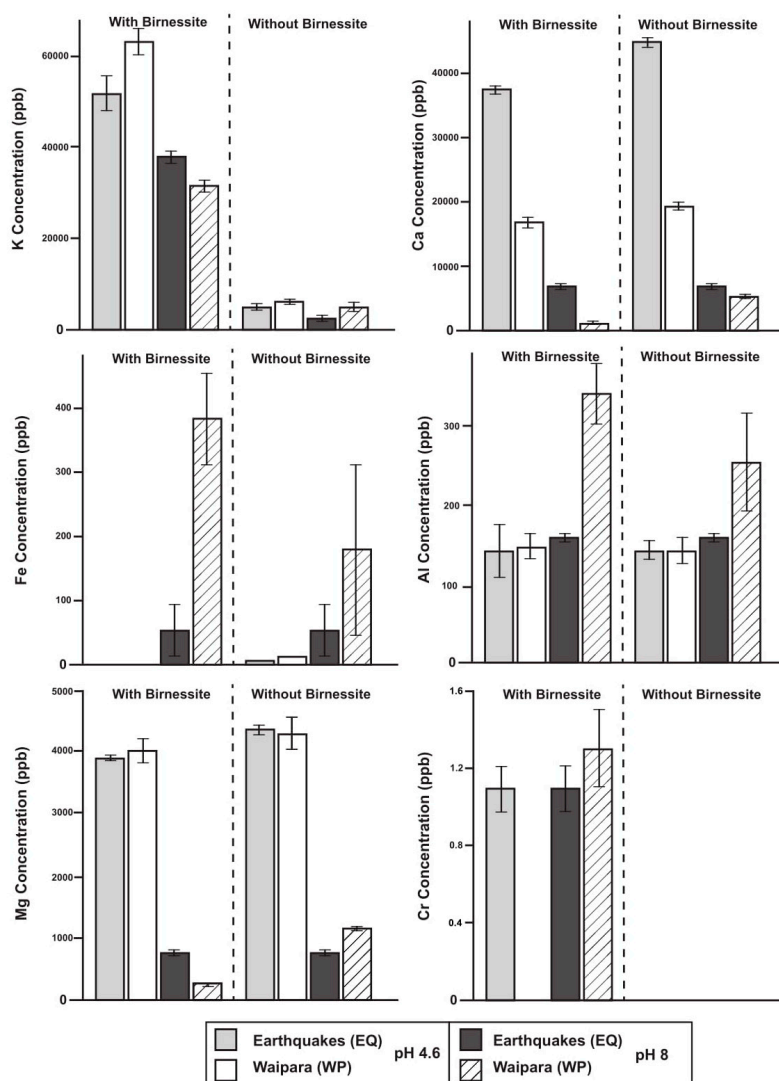 With Birnessite
Without Birnessite
K Concentration (ppb)
60000
40000
20000
0
With Birnessite
Without Birnessite
Ca Concentration (ppb)
40000
30000
20000
10000
0
With Birnessite
Without Birnessite
Fe Concentration (ppb)
400
300
200
100
0
With Birnessite
Without Birnessite
Al Concentration (ppb)
300
200
100
0
With Birnessite
Without Birnessite
Mg Concentration (ppb)
5000
4000
3000
2000
1000
0
With Birnessite
Without Birnessite
Cr Concentration (ppb)
1.6
1.2
0.8
0.4
0
Earthquakes (EQ)
Waipara (WP)
pH 4.6
Earthquakes (EQ)
Waipara (WP)
pH 8